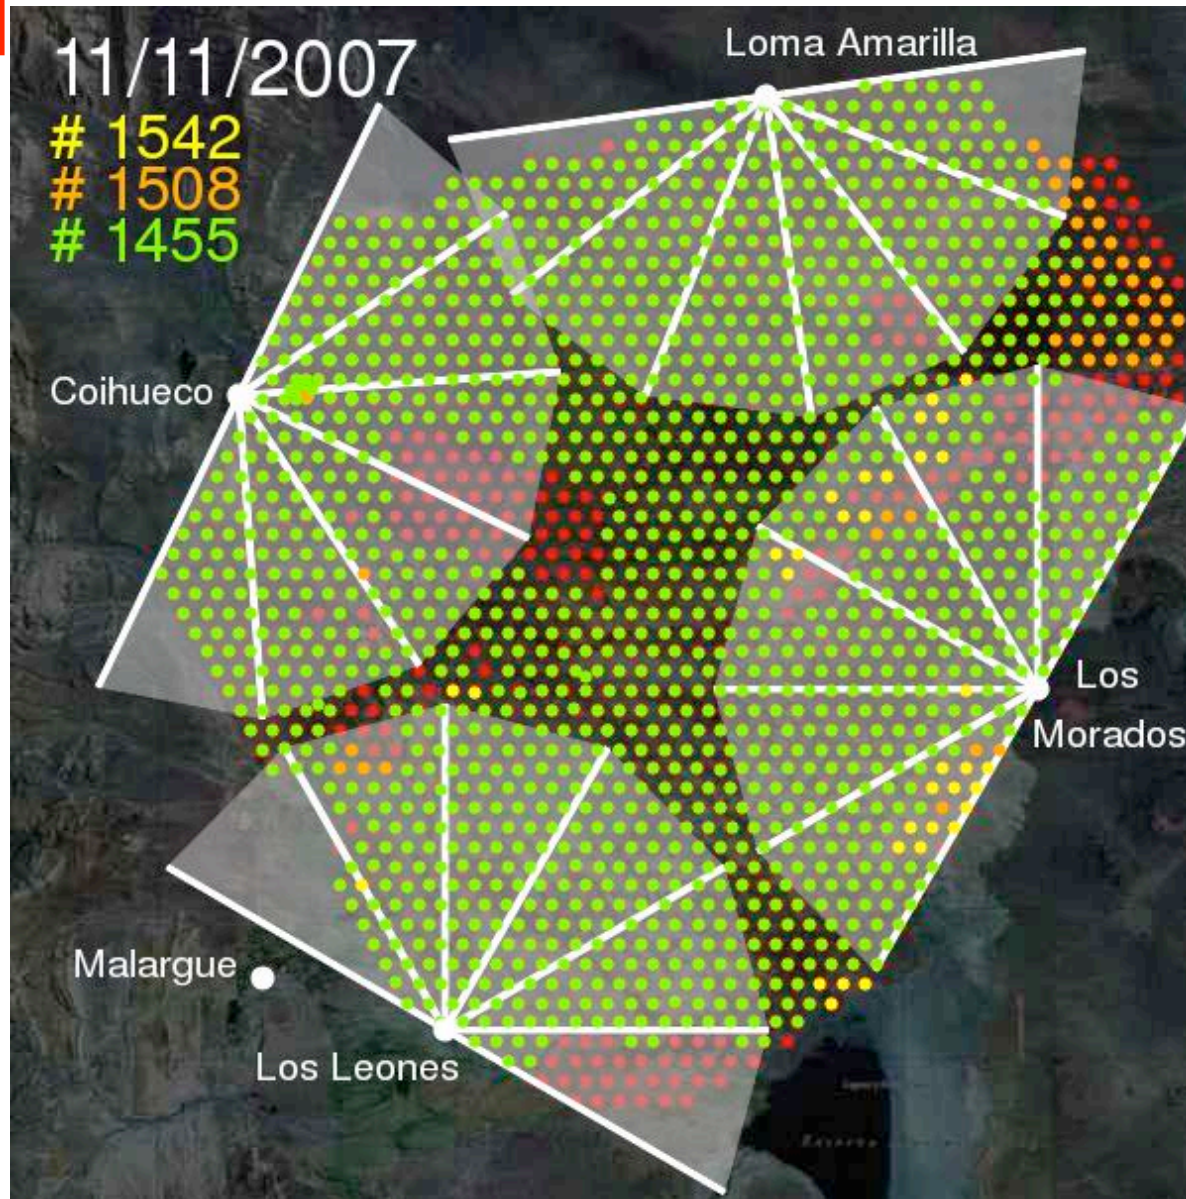 Loma Amarilla
11/11/2007
# 1542
# 1508
# 1455
Coihueco
Los
Morados
Malargue
Los Leones